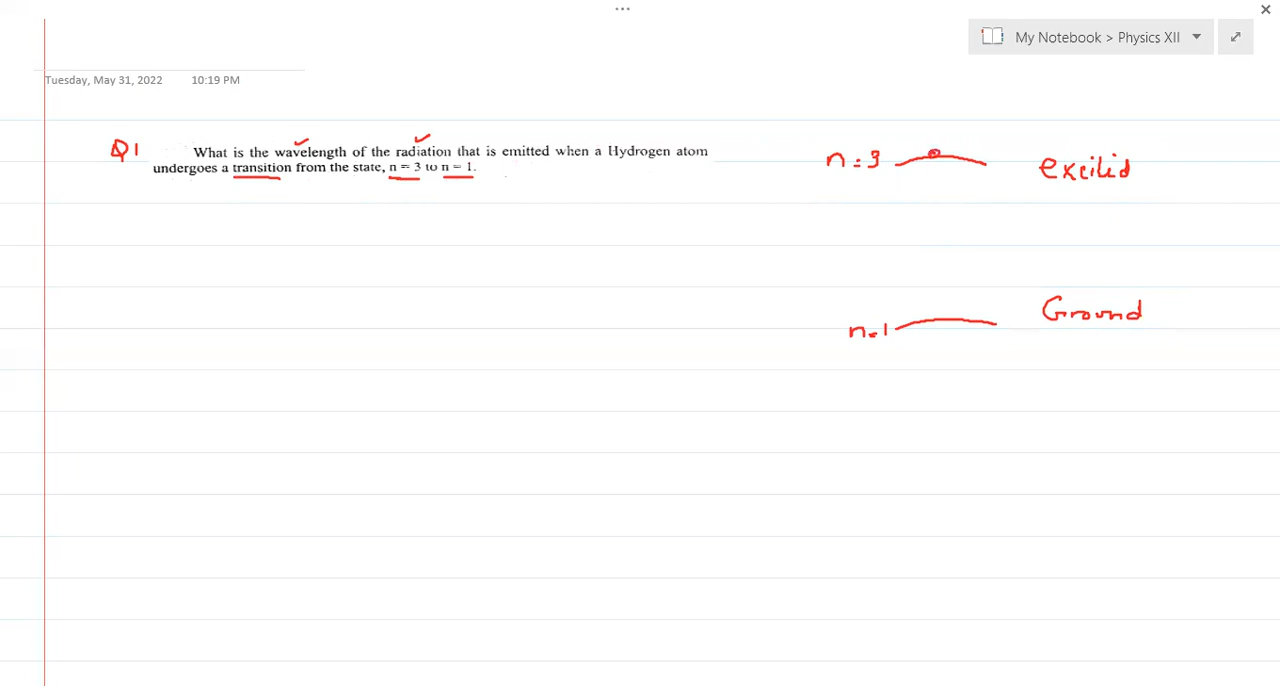 My Notebook > Physics XII
Tuesday, May 31, 2022 10:19 PM
Q1 What is the wavelength of the radiation that is emitted when a Hydrogen atom
undergoes a transition from the state, n = 3 to n = 1.
n = 3 excilid
n = 1 Ground